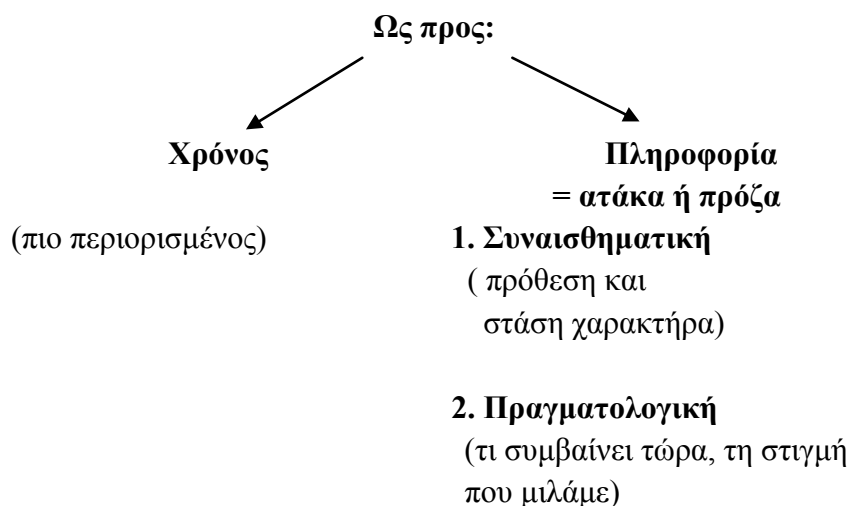 Ως προς:
Χρόνος
(πιο περιορισμένος)
Πληροφορία
= ατάκα ή πρόζα
1. Συναισθηματική
( πρόθεση και
στάση χαρακτήρα)
2. Πραγματολογική
(τι συμβαίνει τώρα, τη στιγμή
που μιλάμε)